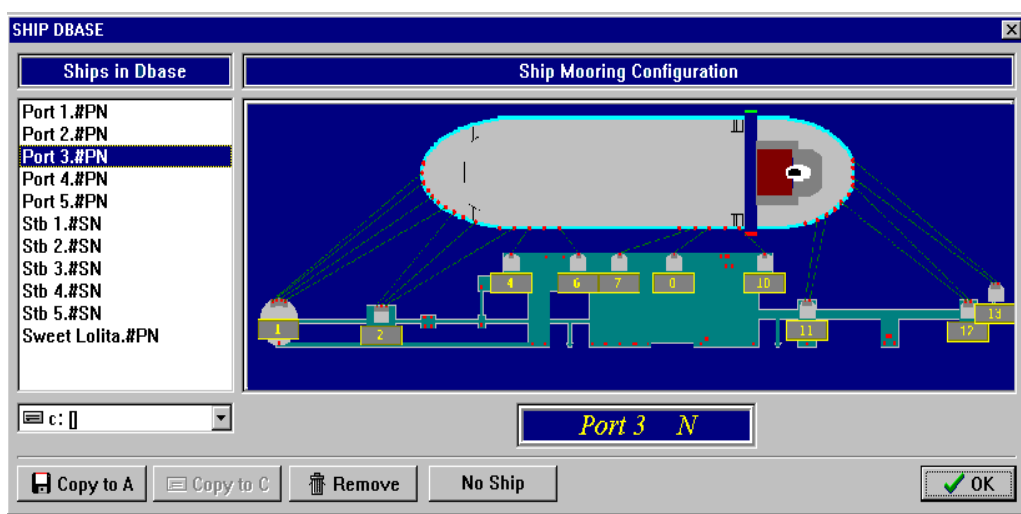 SHIP DBASE
Ships in Dbase
Ship Mooring Configuration
Port 1.#PN
Port 2.#PN
Port 3.#PN
Port 4.#PN
Port 5.#PN
Stb 1.#SN
Stb 2.#SN
Stb 3.#SN
Stb 4.#SN
Stb 5.#SN
Sweet Lolita.#PN
4 6 7 10
1 2 11 12 13
c: []
Port 3 N
Copy to A
Copy to C
Remove
No Ship
OK